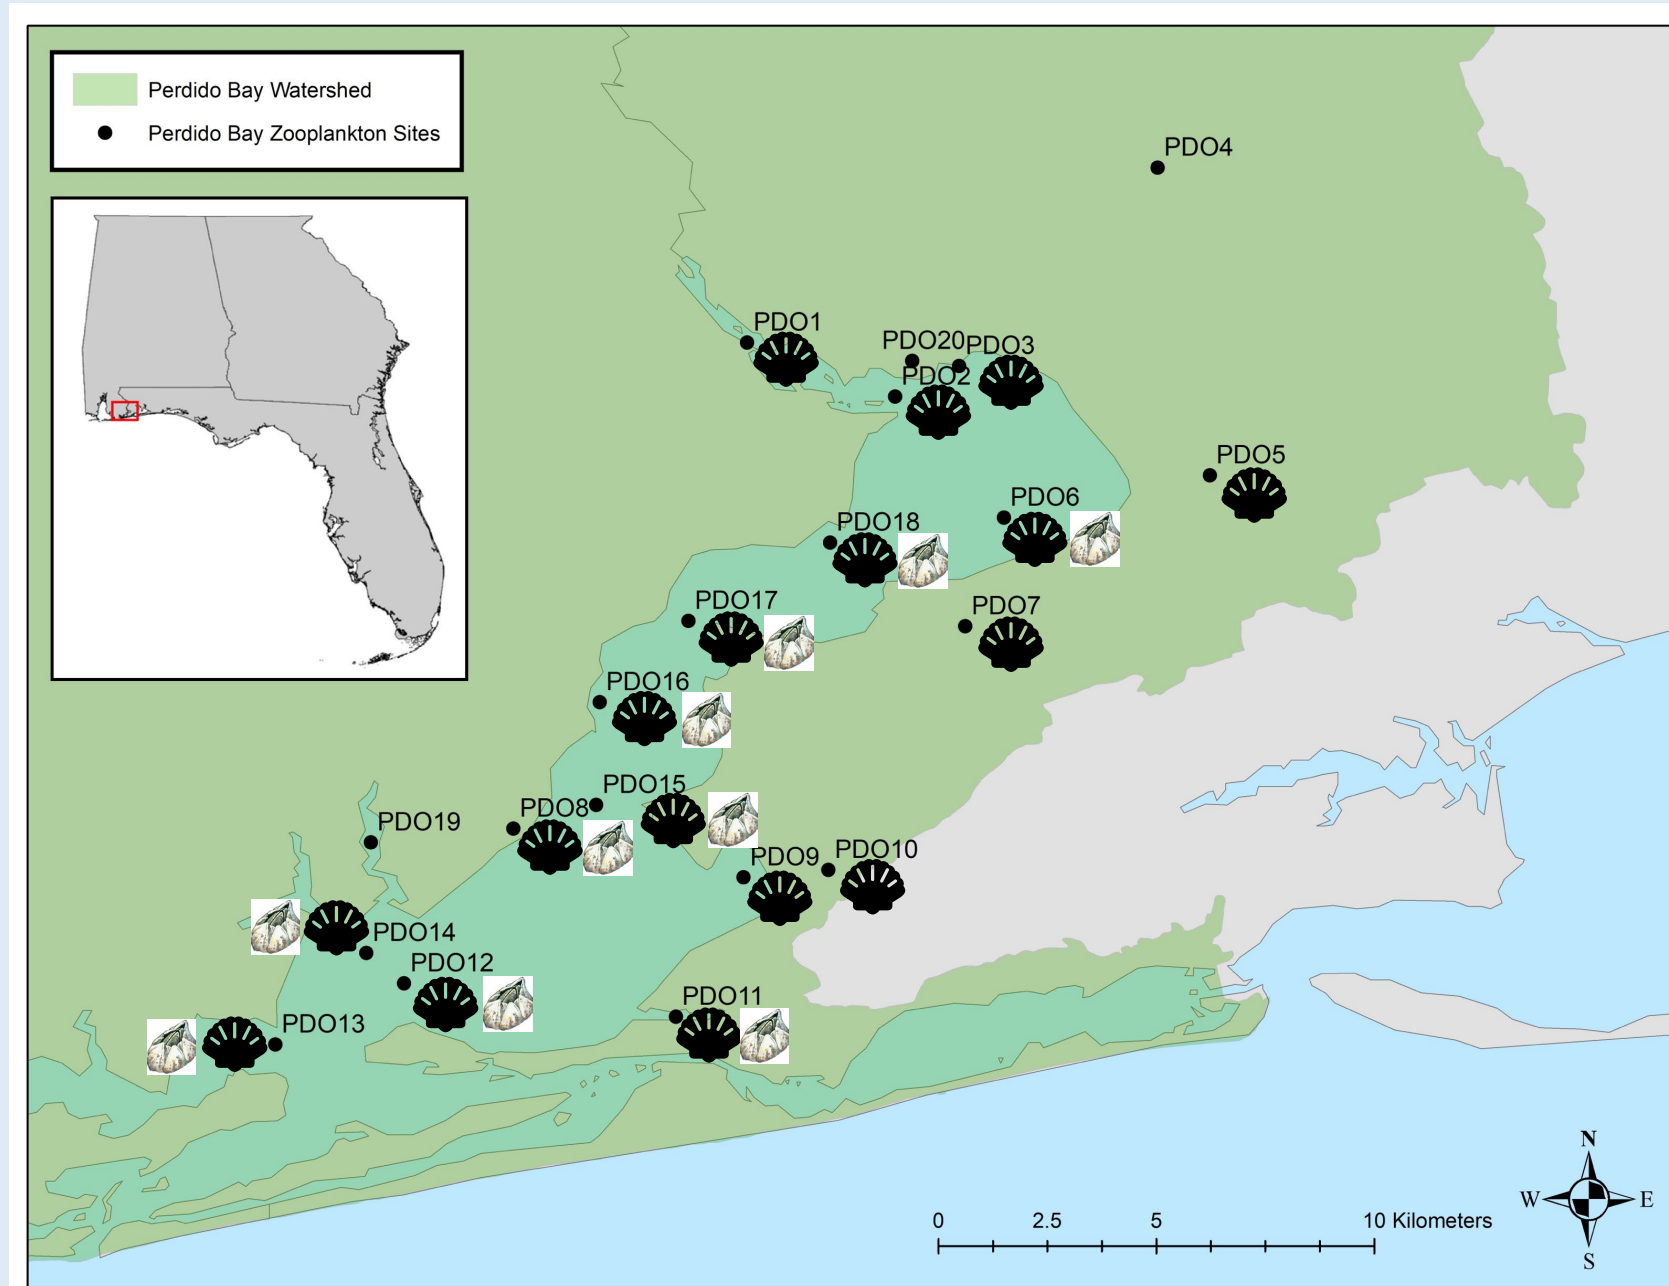 Perdido Bay Watershed
Perdido Bay Zooplankton Sites
PDO4
PDO1
PDO20
PDO3
PDO2
PDO5
PDO6
PDO18
PDO7
PDO17
PDO16
PDO15
PDO8
PDO19
PDO9
PDO10
PDO14
PDO12
PDO11
PDO13
N
W
E
S
0
2.5
5
10 Kilometers